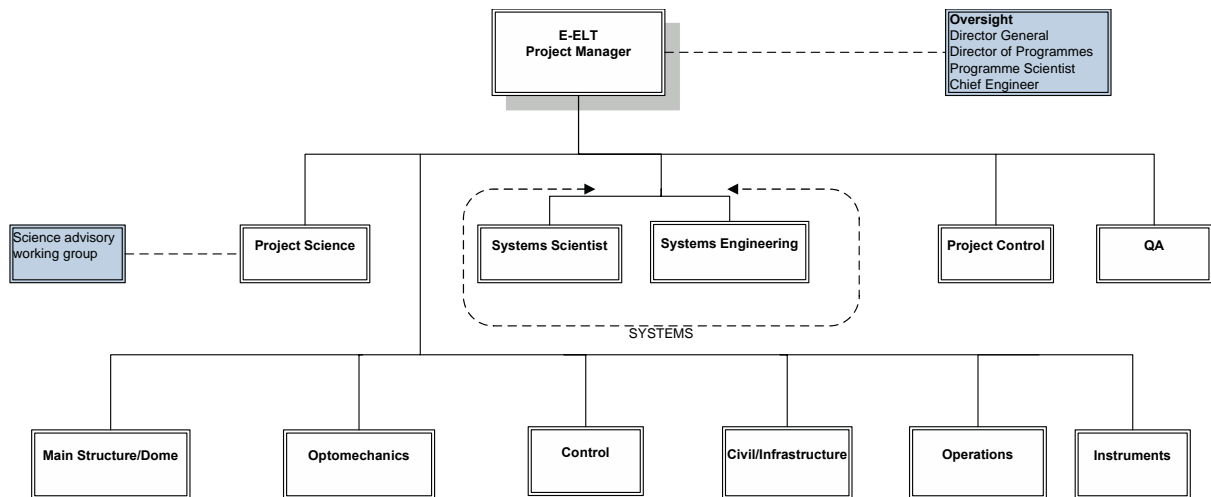 E-ELT
Project Manager
Oversight
Director General
Director of Programmes
Programme Scientist
Chief Engineer
Science advisory
working group
Project Science
Systems Scientist
Systems Engineering
Project Control
QA
SYSTEMS
Main Structure/Dome
Optomechanics
Control
Civil/Infrastructure
Operations
Instruments